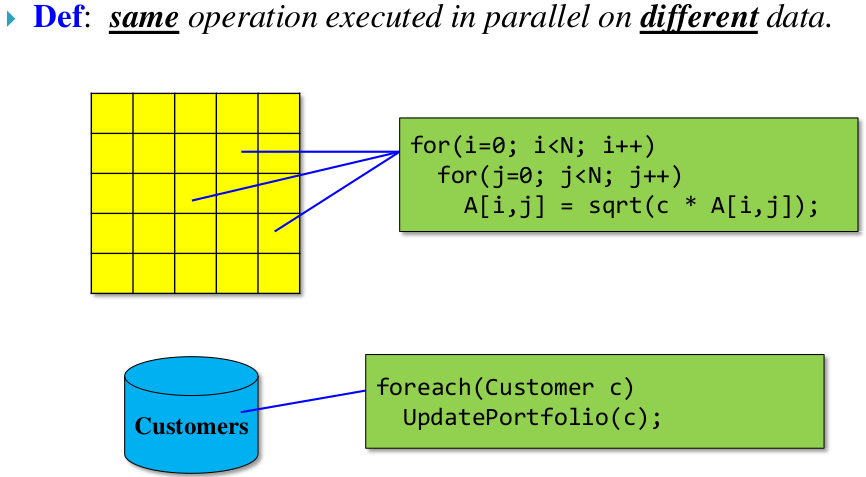 Def: same operation executed in parallel on different data.
for(i=0; i<N; i++)
for(j=0; j<N; j++)
A[i,j] = sqrt(c * A[i,j]);
Customers
foreach(Customer c)
UpdatePortfolio(c);